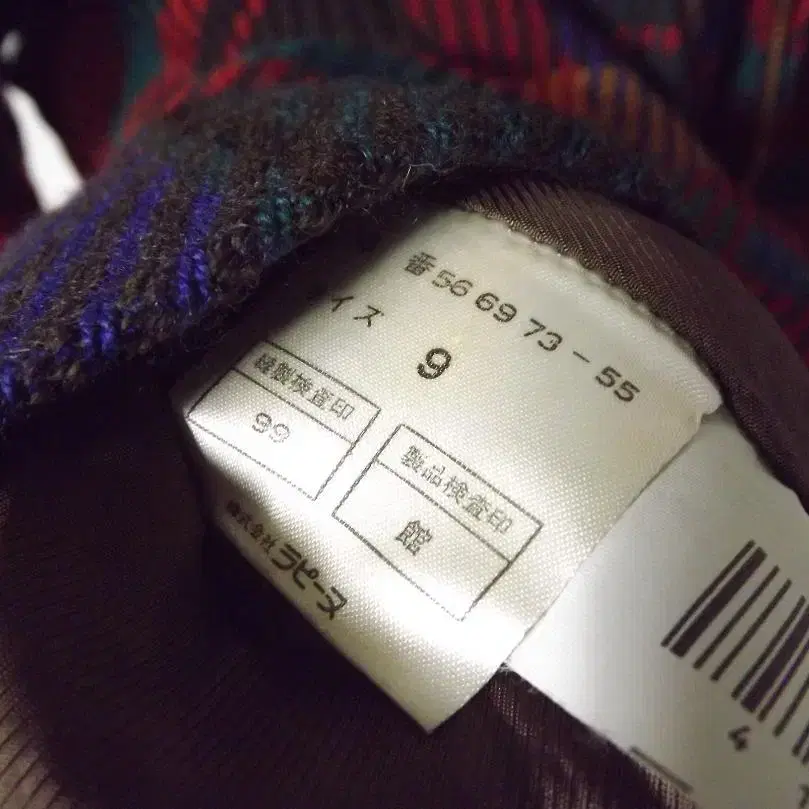 番 56 69 73 - 55
イズ 9
縫製検査印
99
製品検査印
館
株式会社 ラピーヌ
4